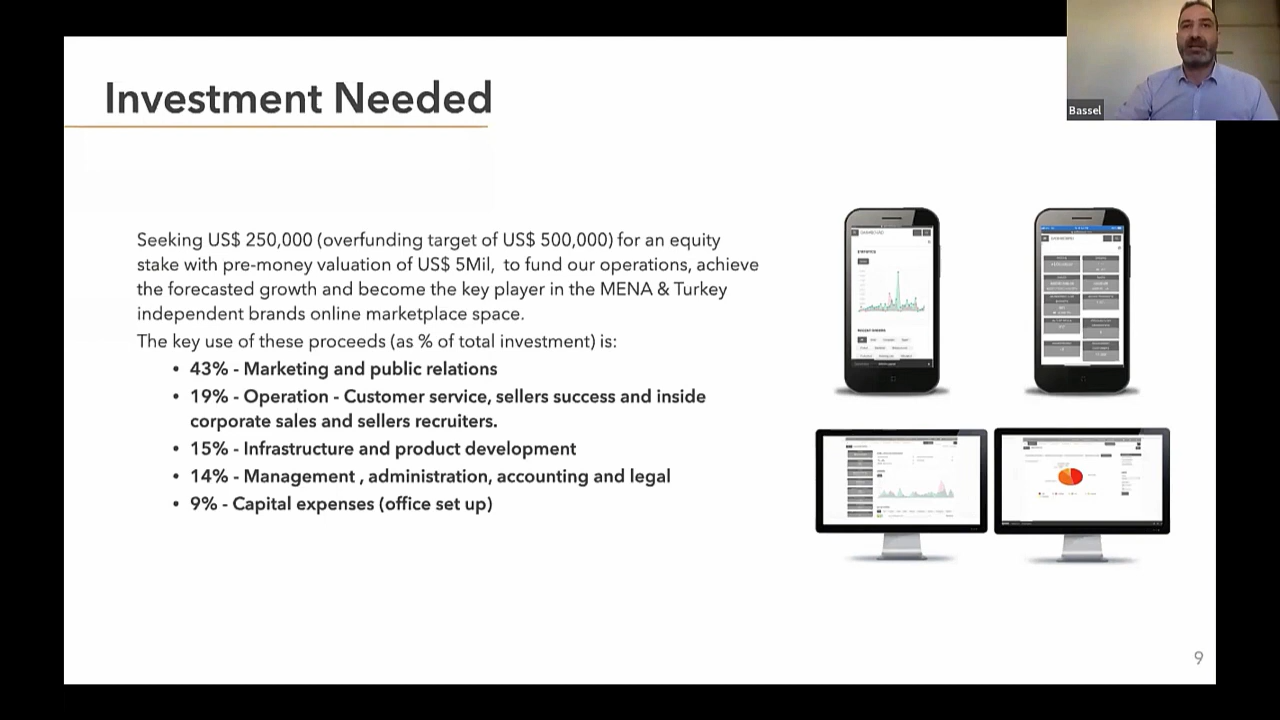 Investment Needed
Bassel
Seeking US$ 250,000 (overfunding target of US$ 500,000) for an equity
stake with pre-money valuation of US$ 5Mil, to fund our operations, achieve
the forecasted growth and become the key player in the MENA & Turkey
independent brands online marketplace space.
The key use of these proceeds (as % of total investment) is:
• 43% - Marketing and public relations
• 19% - Operation - Customer service, sellers success and inside
corporate sales and sellers recruiters.
• 15% - Infrastructure and product development
• 14% - Management , administration, accounting and legal
• 9% - Capital expenses (office set up)
9